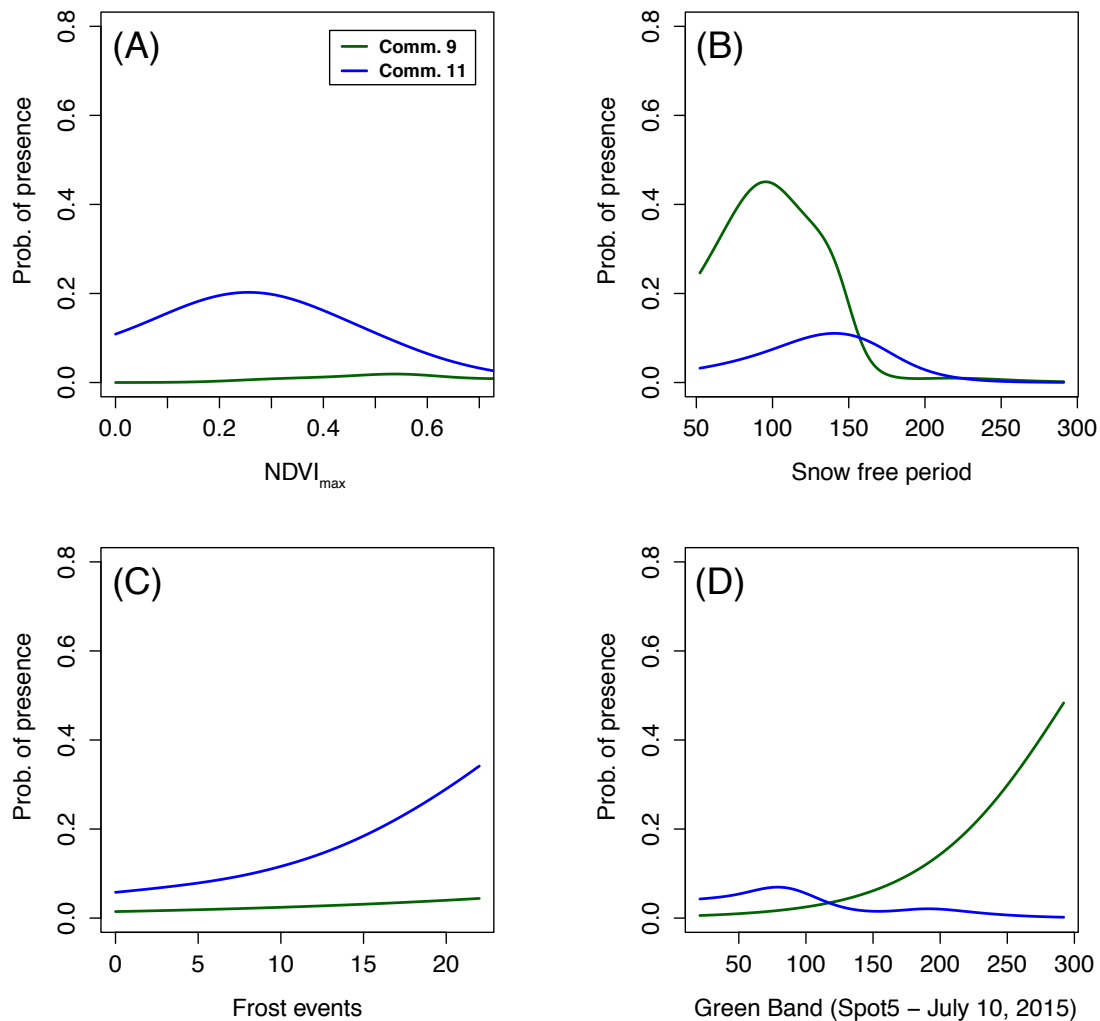 (A)
Comm. 9
Comm. 11
Prob. of presence
0.0 0.2 0.4 0.6 0.8
0.0 0.2 0.4 0.6
NDVImax
(B)
Prob. of presence
0.0 0.2 0.4 0.6 0.8
50 100 150 200 250 300
Snow free period
(C)
Prob. of presence
0.0 0.2 0.4 0.6 0.8
0 5 10 15 20
Frost events
(D)
Prob. of presence
0.0 0.2 0.4 0.6 0.8
50 100 150 200 250 300
Green Band (Spot5 − July 10, 2015)